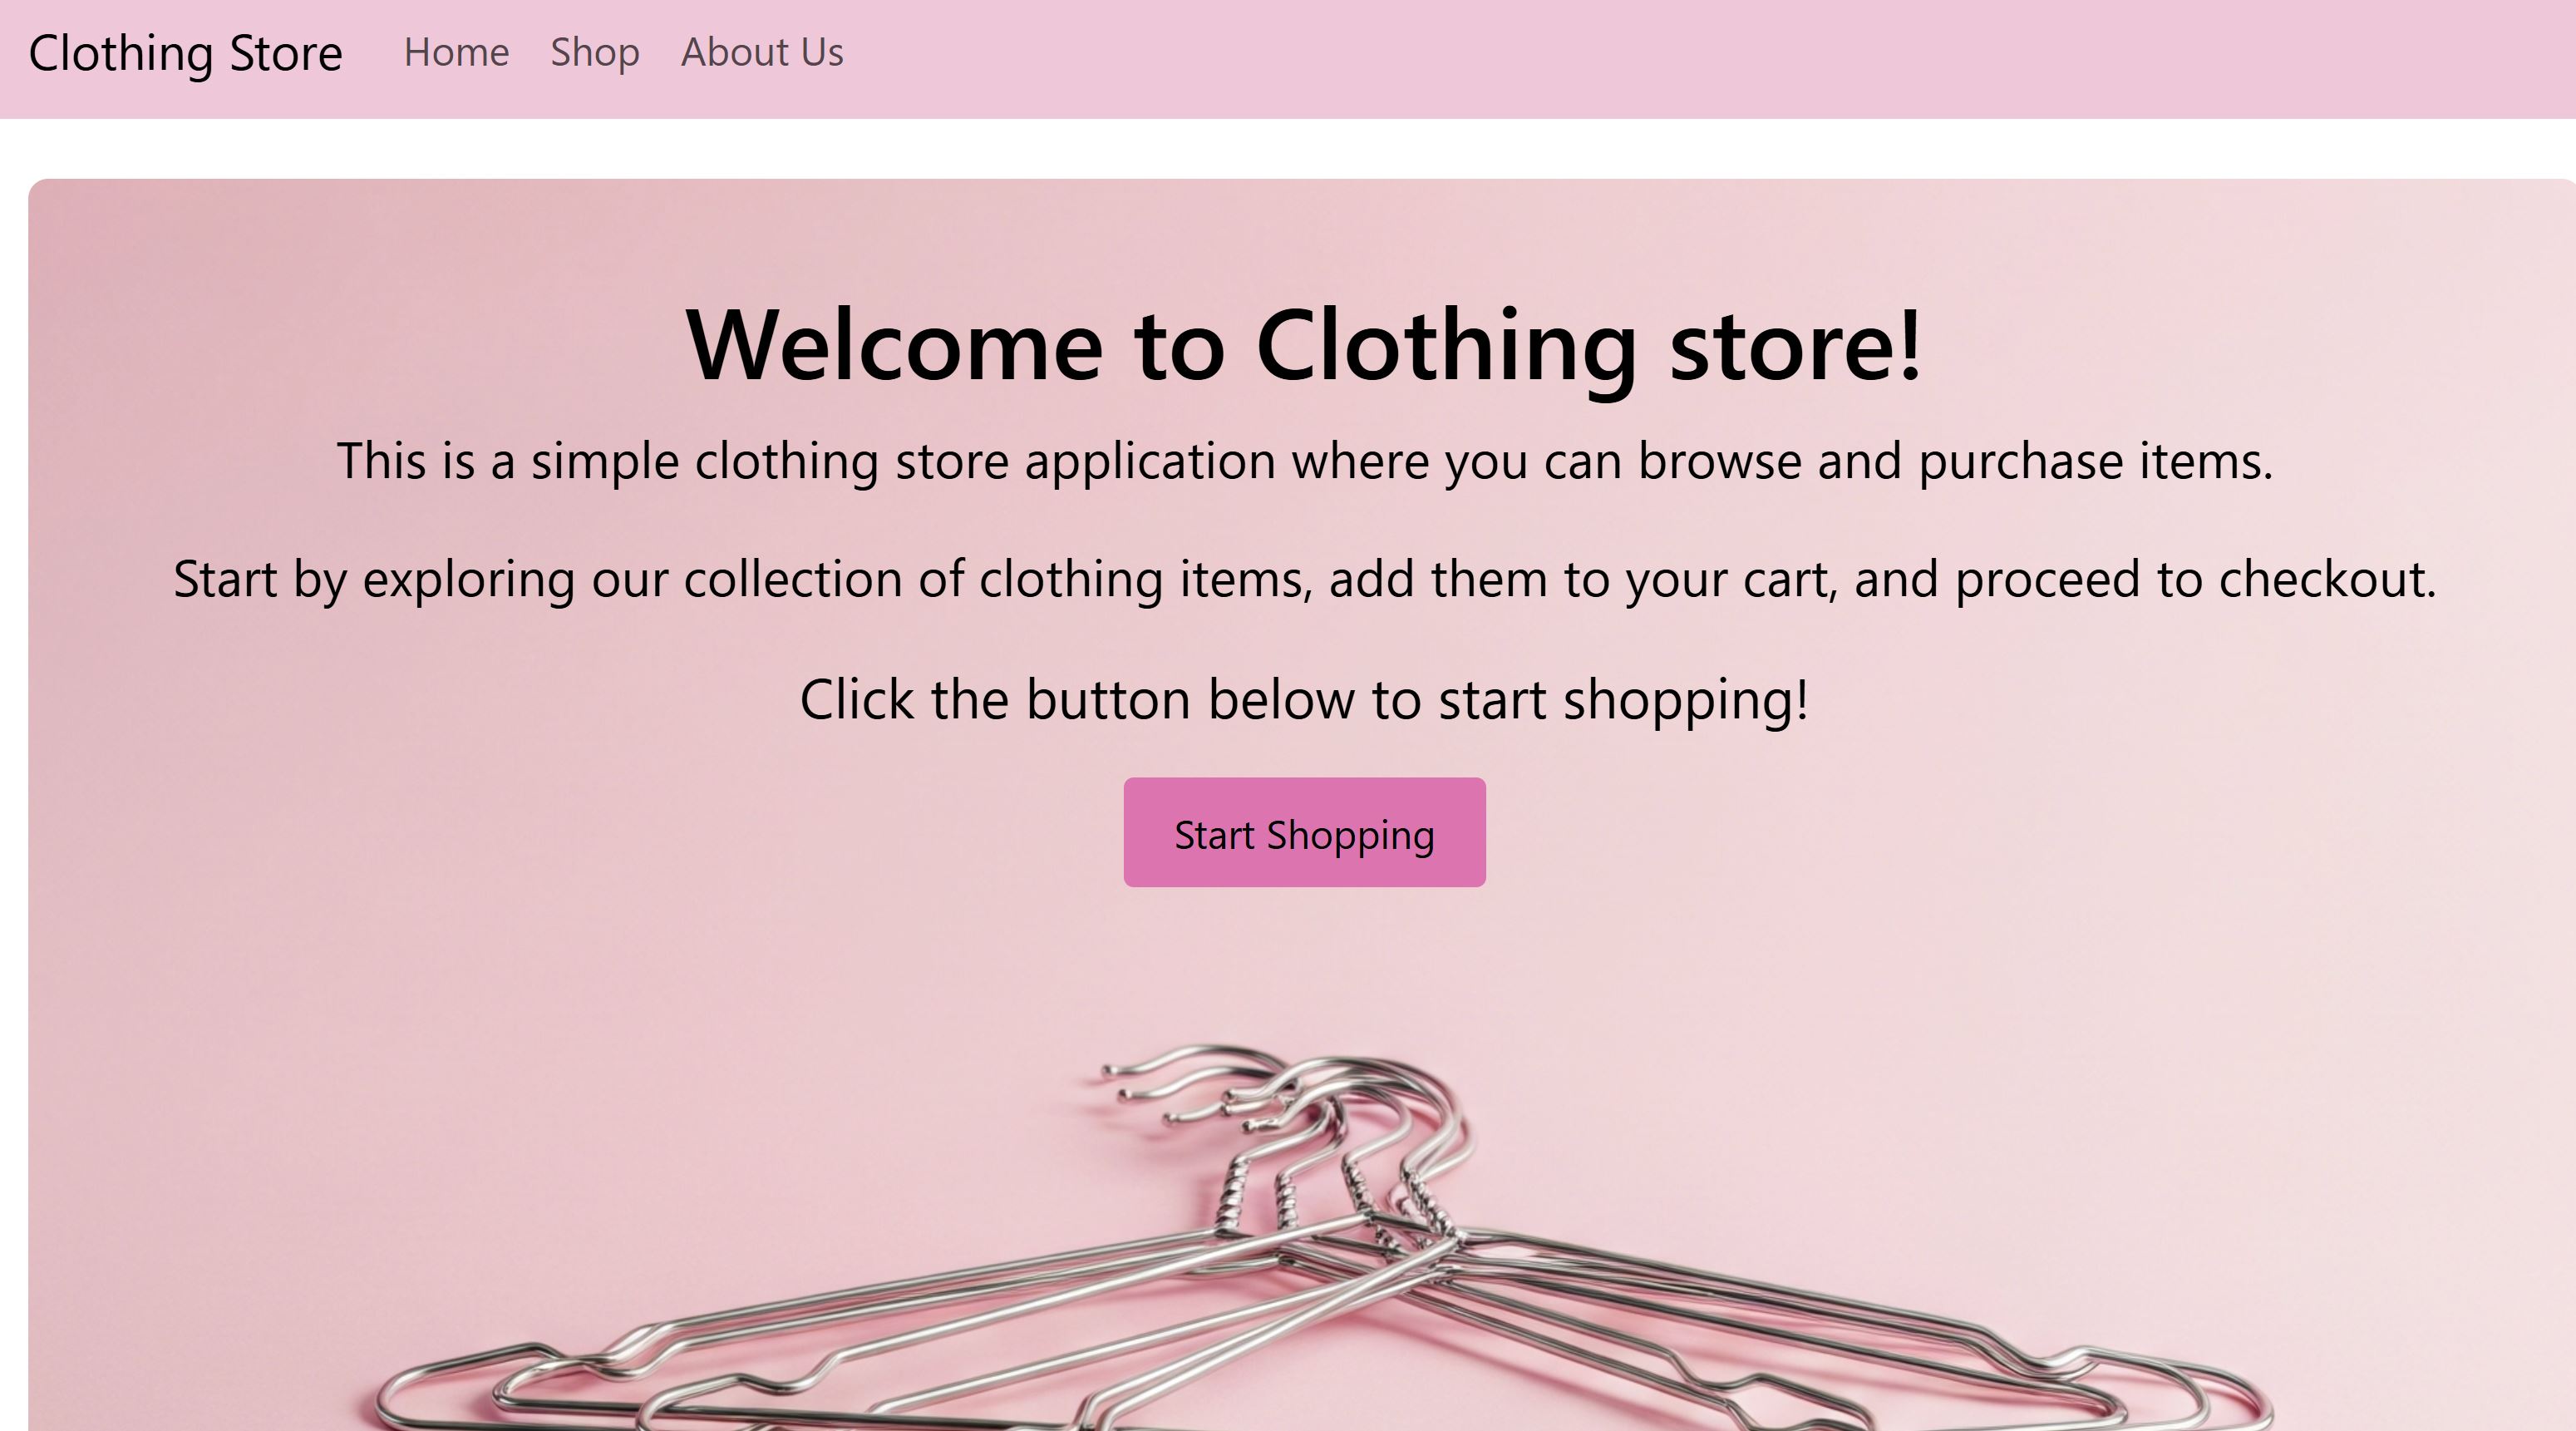 Clothing Store Home Shop About Us
Welcome to Clothing store!
This is a simple clothing store application where you can browse and purchase items.
Start by exploring our collection of clothing items, add them to your cart, and proceed to checkout.
Click the button below to start shopping!
Start Shopping